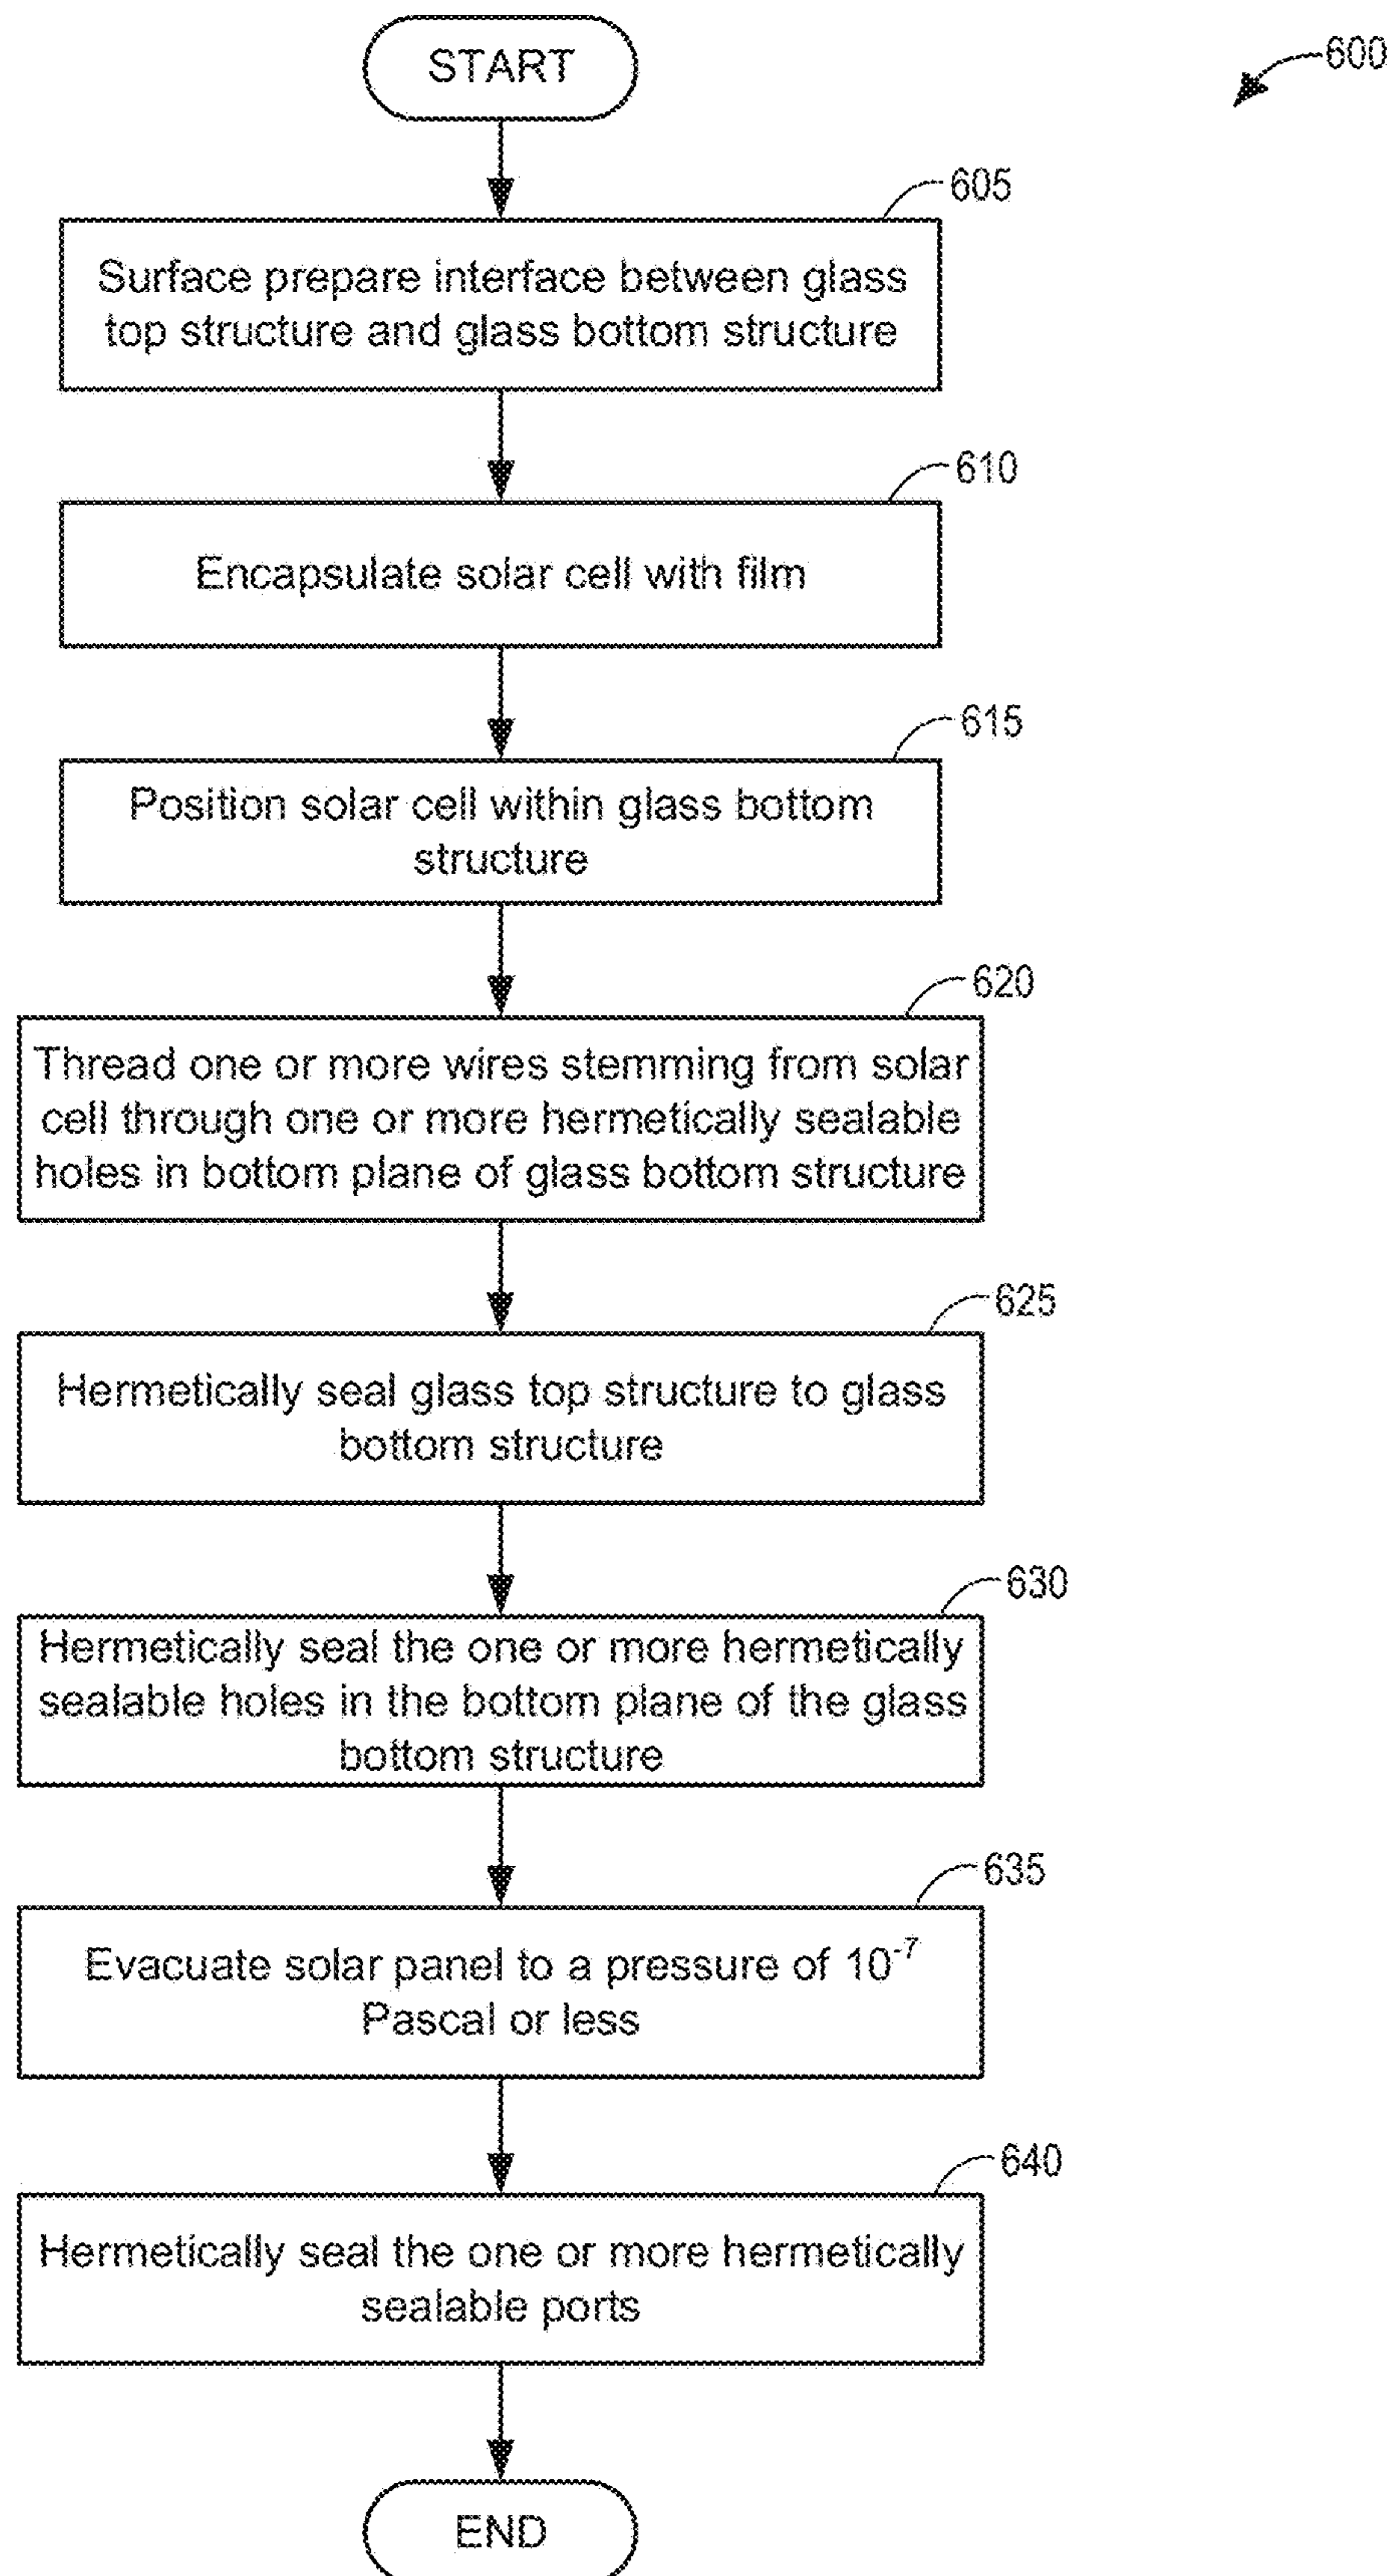 START
600
605
Surface prepare interface between glass
top structure and glass bottom structure
610
Encapsulate solar cell with film
615
Position solar cell within glass bottom
structure
620
Thread one or more wires stemming from solar
cell through one or more hermetically sealable
holes in bottom plane of glass bottom structure
625
Hermetically seal glass top structure to glass
bottom structure
630
Hermetically seal the one or more hermetically
sealable holes in the bottom plane of the glass
bottom structure
635
Evacuate solar panel to a pressure of 10⁻⁷
Pascal or less
640
Hermetically seal the one or more hermetically
sealable ports
END